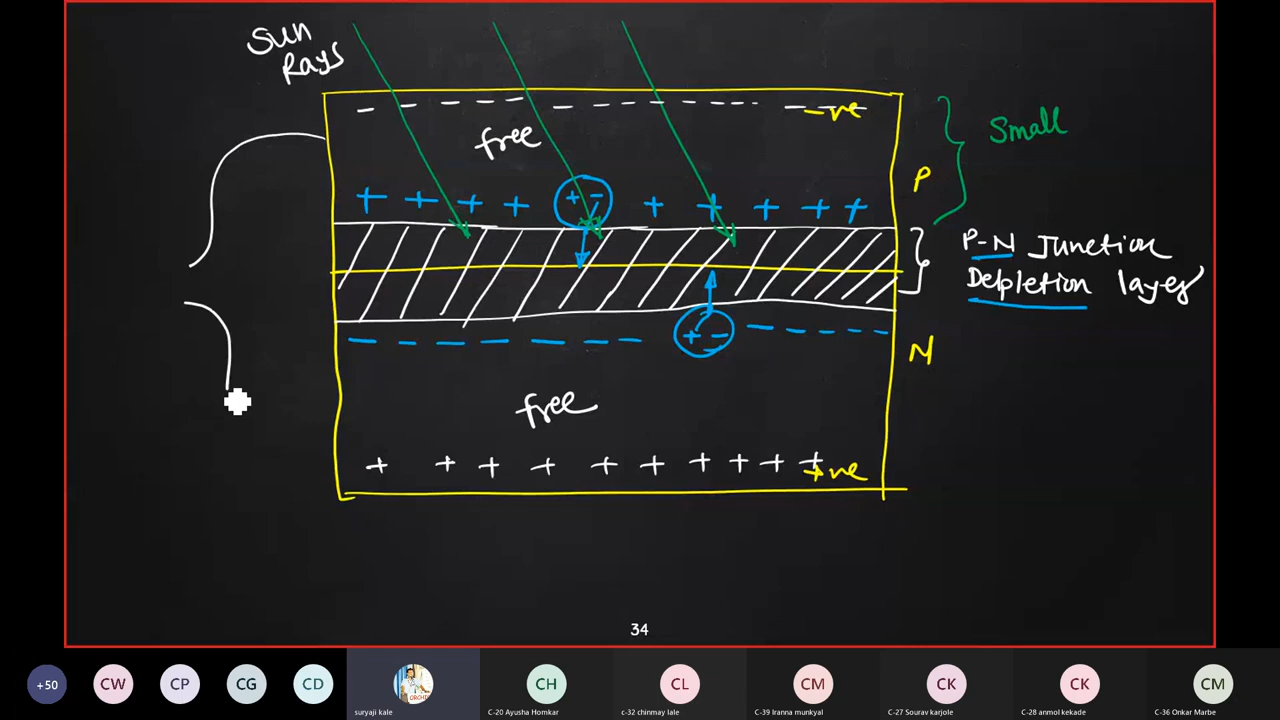 Sun
Rays
- - - - - - - - - - - - -ve
free
Small
P
+ + + + + - + + + +
P-N Junction
Depletion layer
- - - - - - + - - - - - -
N
free
+ + + + + + + + + +ve
34
+50
CW
CP
CG
CD
ORCHID
CH
CL
CM
CK
CK
CM
suryaji kale
C-20 Ayusha Homkar
c-32 chinmay lale
C-39 Iranna munkyal
C-27 Sourav karjole
C-28 anmol kekade
C-36 Onkar Marbe